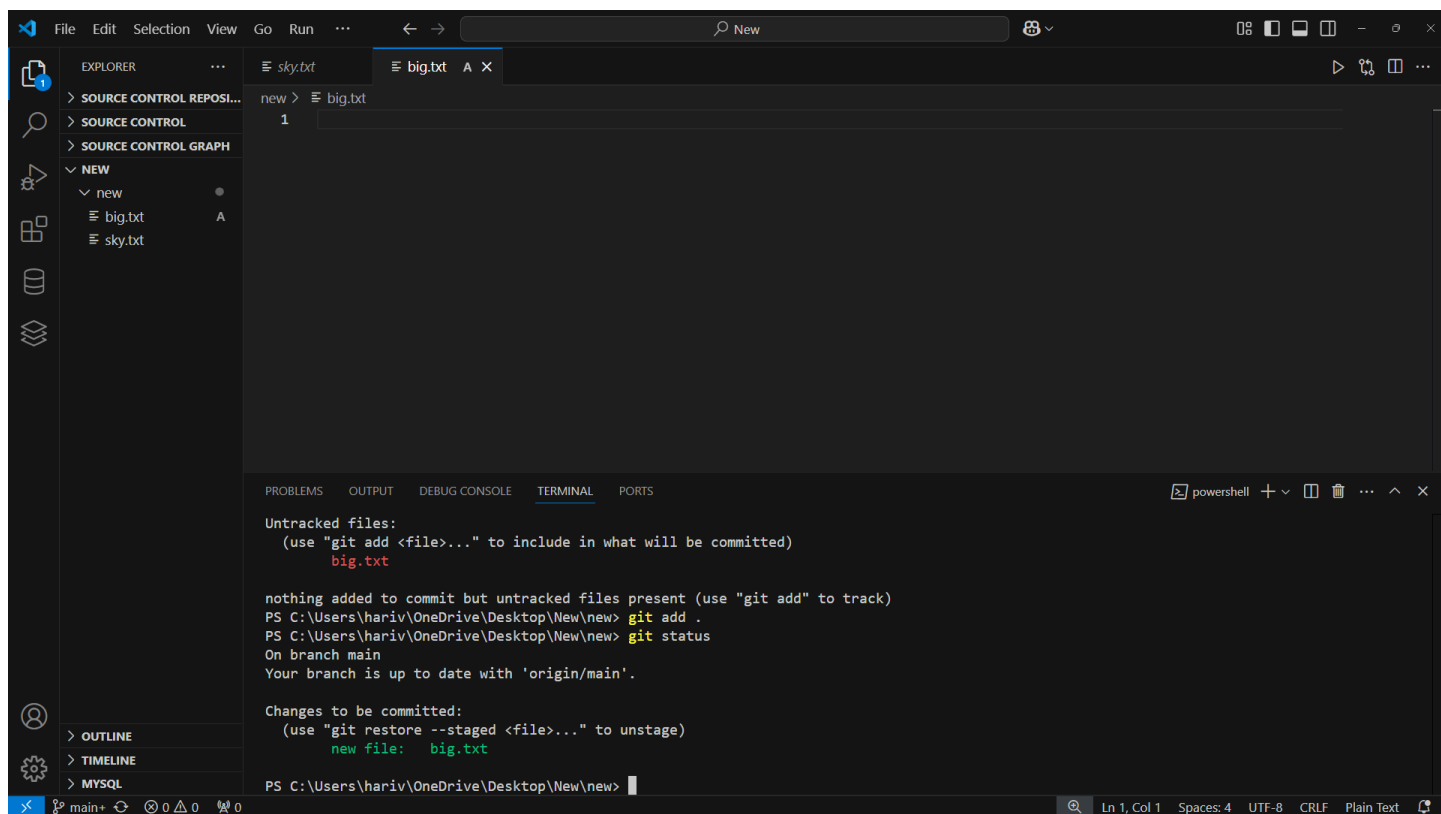 File Edit Selection View Go Run ··· New
EXPLORER ···
1
SOURCE CONTROL REPOSI...
SOURCE CONTROL
SOURCE CONTROL GRAPH
NEW
new
big.txt A
sky.txt
OUTLINE
TIMELINE
MYSQL
sky.txt big.txt A
new > big.txt
1
PROBLEMS OUTPUT DEBUG CONSOLE TERMINAL PORTS powershell
Untracked files:
(use "git add <file>..." to include in what will be committed)
big.txt
nothing added to commit but untracked files present (use "git add" to track)
PS C:\Users\hariv\OneDrive\Desktop\New\new> git add .
PS C:\Users\hariv\OneDrive\Desktop\New\new> git status
On branch main
Your branch is up to date with 'origin/main'.
Changes to be committed:
(use "git restore --staged <file>..." to unstage)
new file: big.txt
PS C:\Users\hariv\OneDrive\Desktop\New\new>
main+ 0 0 0 Ln 1, Col 1 Spaces: 4 UTF-8 CRLF Plain Text